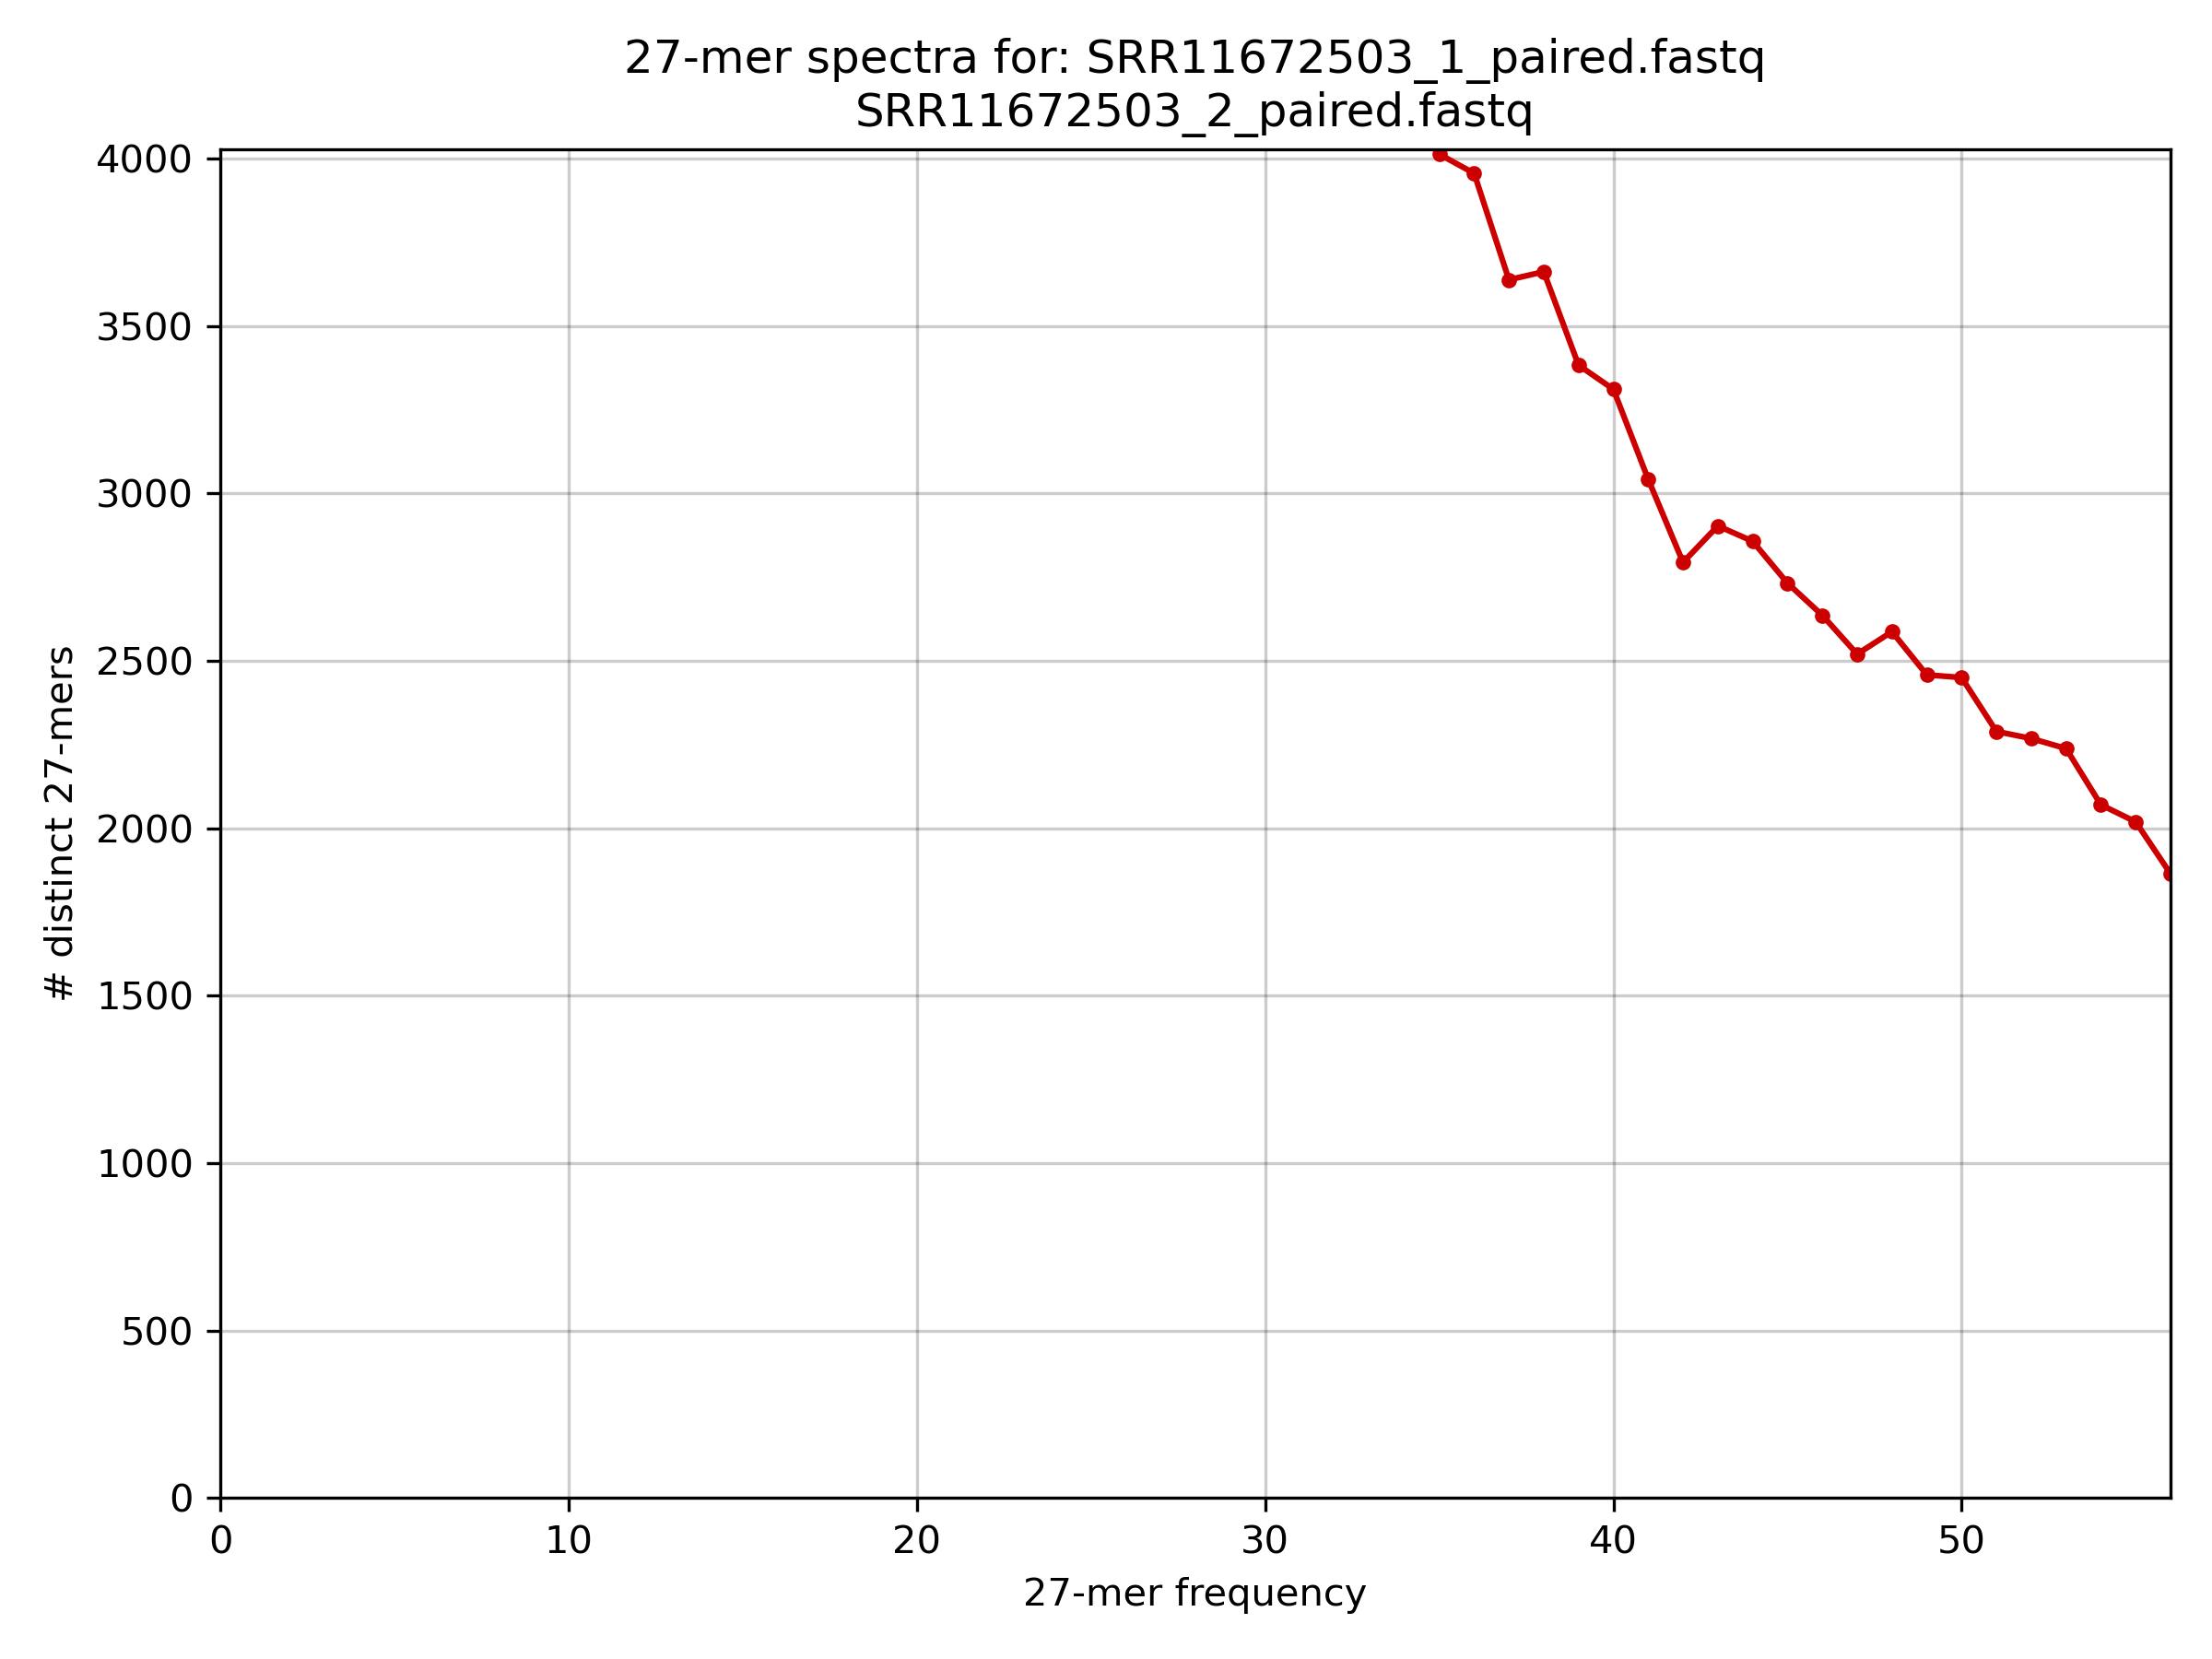 27-mer spectra for: SRR11672503_1_paired.fastq
SRR11672503_2_paired.fastq
4000
3500
3000
2500
2000
1500
1000
500
0
# distinct 27-mers
0 10 20 30 40 50
27-mer frequency